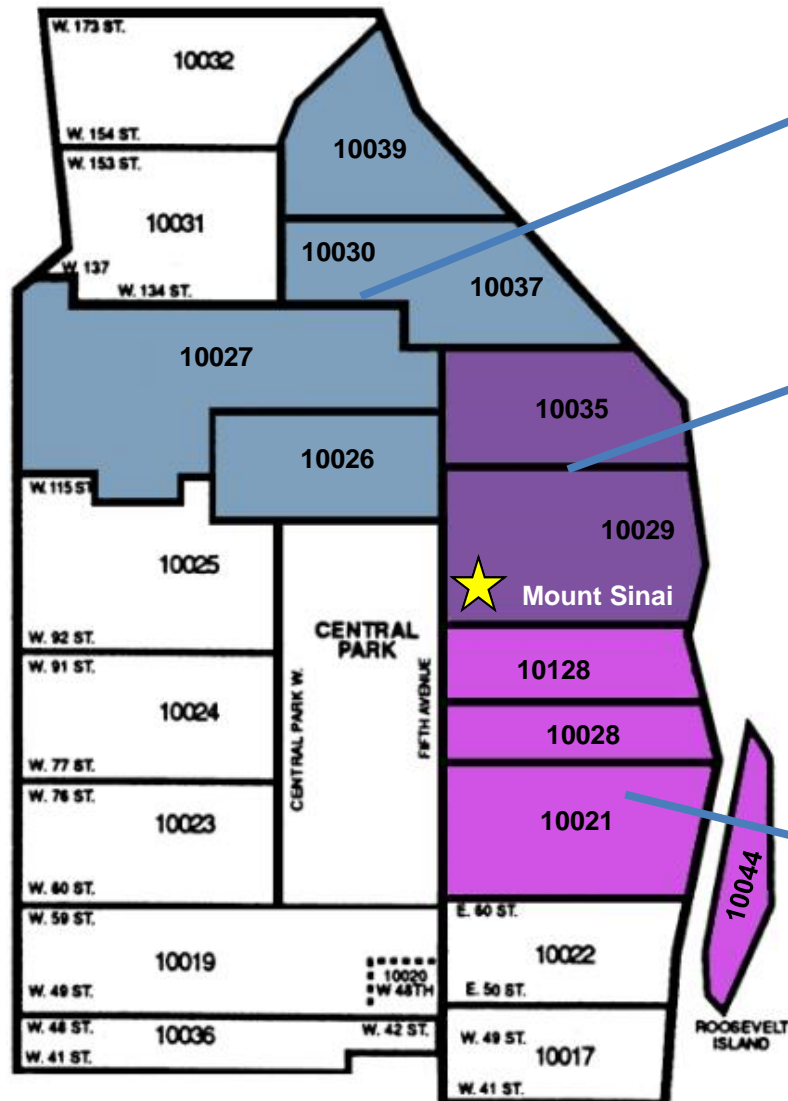 W. 173 ST.
10032
W. 154 ST.
W. 153 ST.
10039
10031
10030
W. 137
W. 134 ST.
10037
10027
10035
10026
W. 115 ST
10029
10025
Mount Sinai
CENTRAL
PARK
W. 92 ST.
W. 91 ST.
10128
10024
CENTRAL PARK W.
FIFTH AVENUE
10028
W. 77 ST.
W. 76 ST.
10023
10021
10044
W. 60 ST.
W. 59 ST.
E. 60 ST.
10019
10020
W 48TH
10022
W. 49 ST.
E. 50 ST.
W. 48 ST.
10036
W. 42 ST.
W. 41 ST.
W. 49 ST.
10017
W. 41 ST.
ROOSEVELT
ISLAND